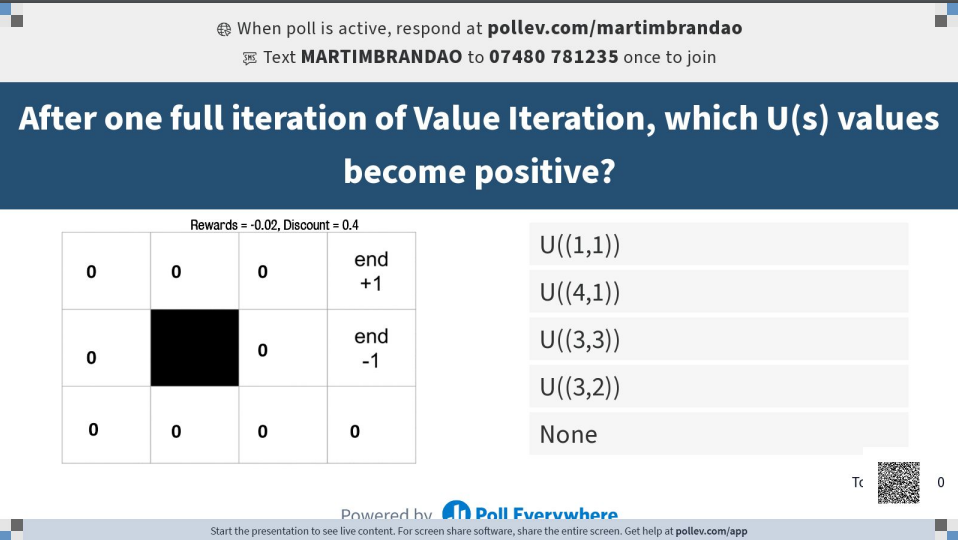 When poll is active, respond at pollev.com/martimbrandao
Text MARTIMBRANDAO to 07480 781235 once to join
After one full iteration of Value Iteration, which U(s) values
become positive?
Rewards = -0.02, Discount = 0.4
0 0 0 end +1
0 0 end -1
0 0 0 0
U((1,1))
U((4,1))
U((3,3))
U((3,2))
None
0
Powered by Poll Everywhere
Start the presentation to see live content. For screen share software, share the entire screen. Get help at pollev.com/app